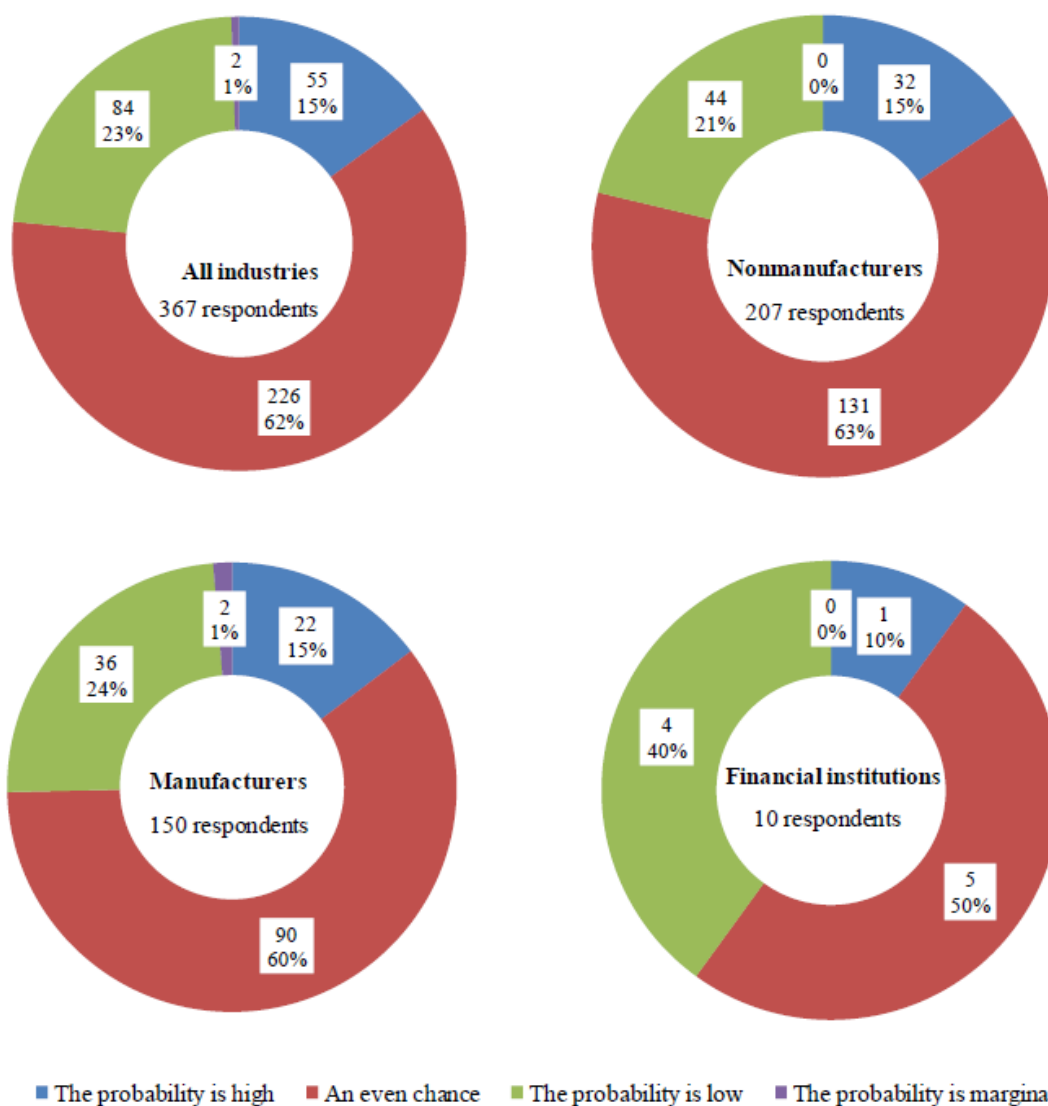 2
1%
55
15%
84
23%
All industries
367 respondents
226
62%
0
0%
32
15%
44
21%
Nonmanufacturers
207 respondents
131
63%
2
1%
22
15%
36
24%
Manufacturers
150 respondents
90
60%
0
0%
1
10%
4
40%
Financial institutions
10 respondents
5
50%
The probability is high
An even chance
The probability is low
The probability is margina